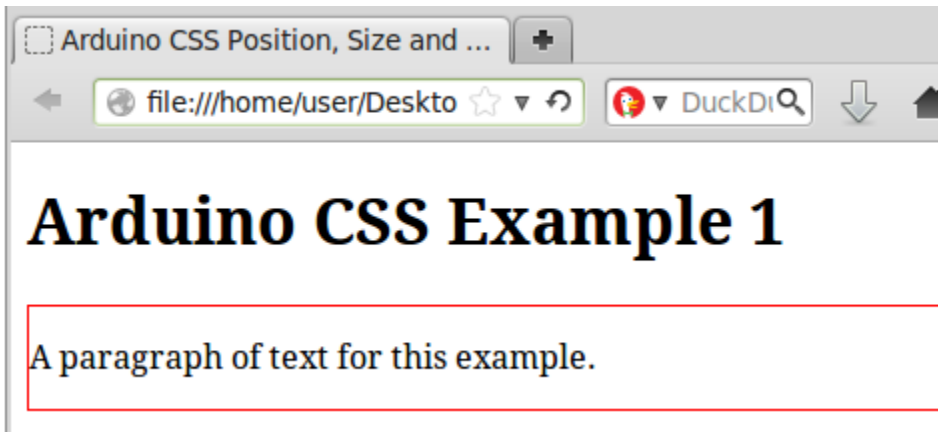 Arduino CSS Position, Size and ...
file:///home/user/Deskto
DuckDu
Arduino CSS Example 1
A paragraph of text for this example.